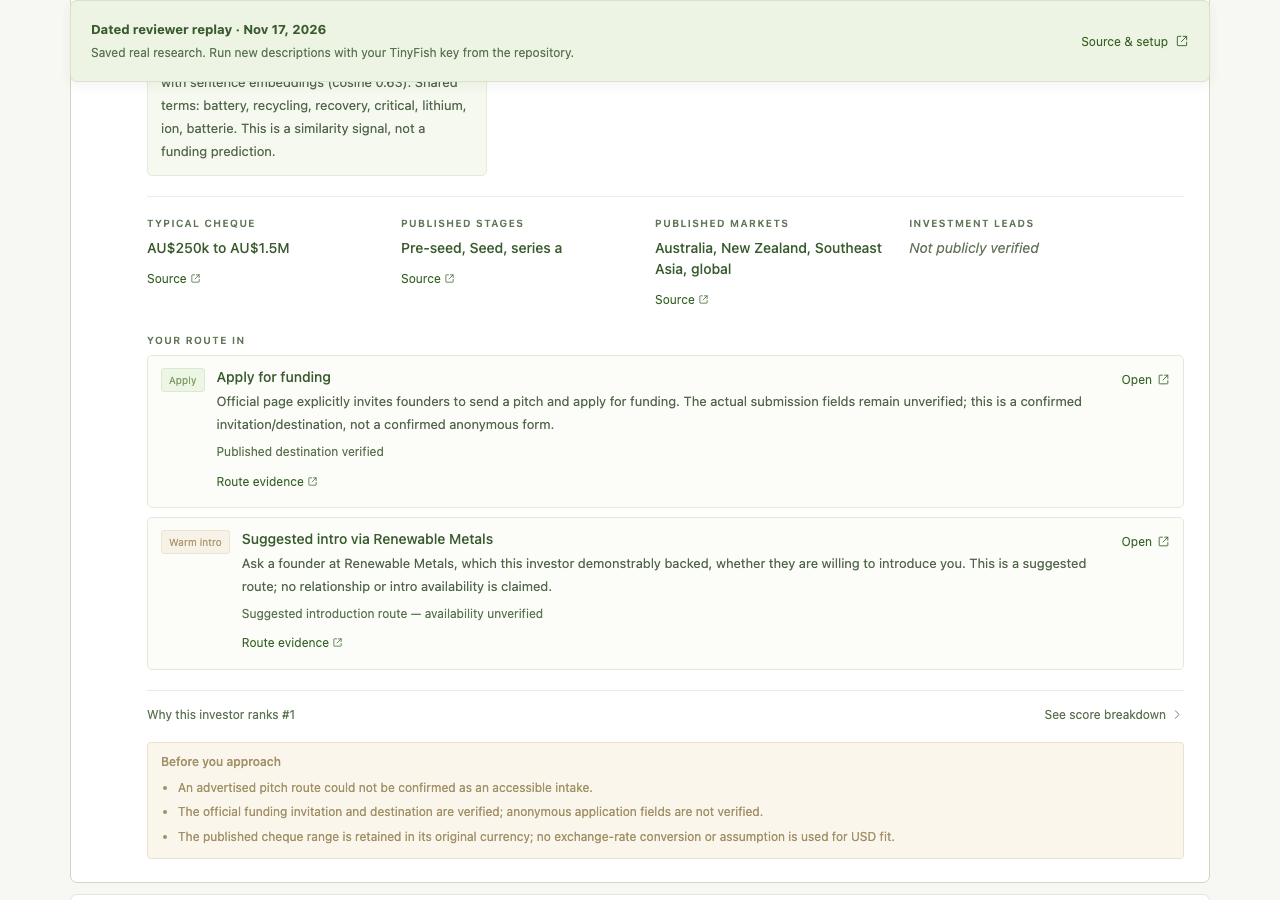 Dated reviewer replay · Nov 17, 2026
Saved real research. Run new descriptions with your TinyFish key from the repository.
Source & setup
with sentence embeddings (cosine 0.63). Shared
terms: battery, recycling, recovery, critical, lithium,
ion, batterie. This is a similarity signal, not a
funding prediction.
TYPICAL CHEQUE
AU$250k to AU$1.5M
Source
PUBLISHED STAGES
Pre-seed, Seed, series a
Source
PUBLISHED MARKETS
Australia, New Zealand, Southeast
Asia, global
Source
INVESTMENT LEADS
Not publicly verified
YOUR ROUTE IN
Apply
Apply for funding
Open
Official page explicitly invites founders to send a pitch and apply for funding. The actual submission fields remain unverified; this is a confirmed
invitation/destination, not a confirmed anonymous form.
Published destination verified
Route evidence
Warm intro
Suggested intro via Renewable Metals
Open
Ask a founder at Renewable Metals, which this investor demonstrably backed, whether they are willing to introduce you. This is a suggested
route; no relationship or intro availability is claimed.
Suggested introduction route — availability unverified
Route evidence
Why this investor ranks #1
See score breakdown
Before you approach
• An advertised pitch route could not be confirmed as an accessible intake.
• The official funding invitation and destination are verified; anonymous application fields are not verified.
• The published cheque range is retained in its original currency; no exchange-rate conversion or assumption is used for USD fit.